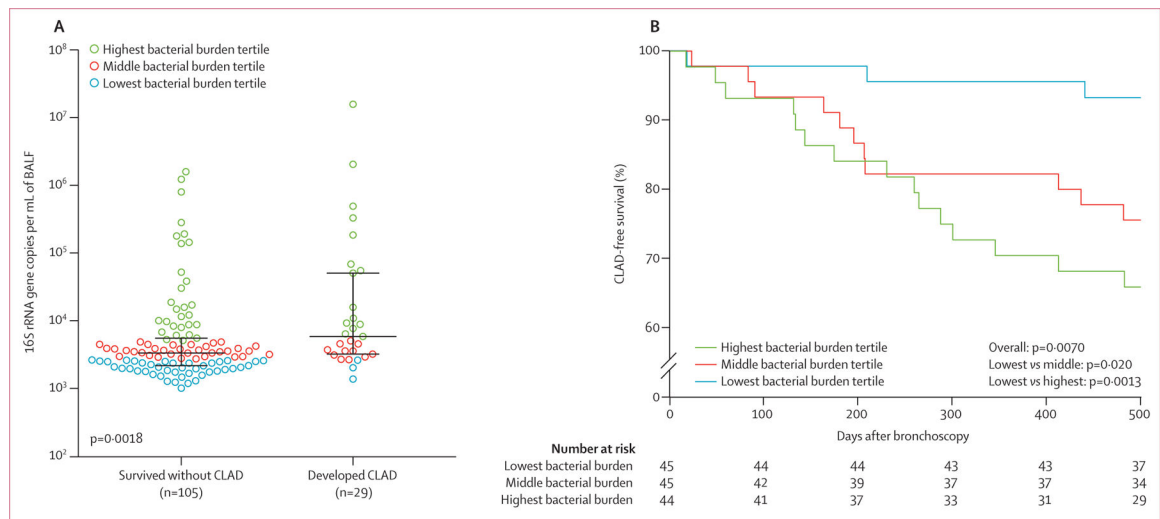 A
16S rRNA gene copies per mL of BALF
10⁸
10⁷
10⁶
10⁵
10⁴
10³
10²
Highest bacterial burden tertile
Middle bacterial burden tertile
Lowest bacterial burden tertile
p=0·0018
Survived without CLAD
(n=105)
Developed CLAD
(n=29)
B
CLAD-free survival (%)
100
90
80
70
60
0
Highest bacterial burden tertile
Middle bacterial burden tertile
Lowest bacterial burden tertile
Overall: p=0·0070
Lowest vs middle: p=0·020
Lowest vs highest: p=0·0013
0 100 200 300 400 500
Days after bronchoscopy
Number at risk
Lowest bacterial burden 45 44 44 43 43 37
Middle bacterial burden 45 42 39 37 37 34
Highest bacterial burden 44 41 37 33 31 29